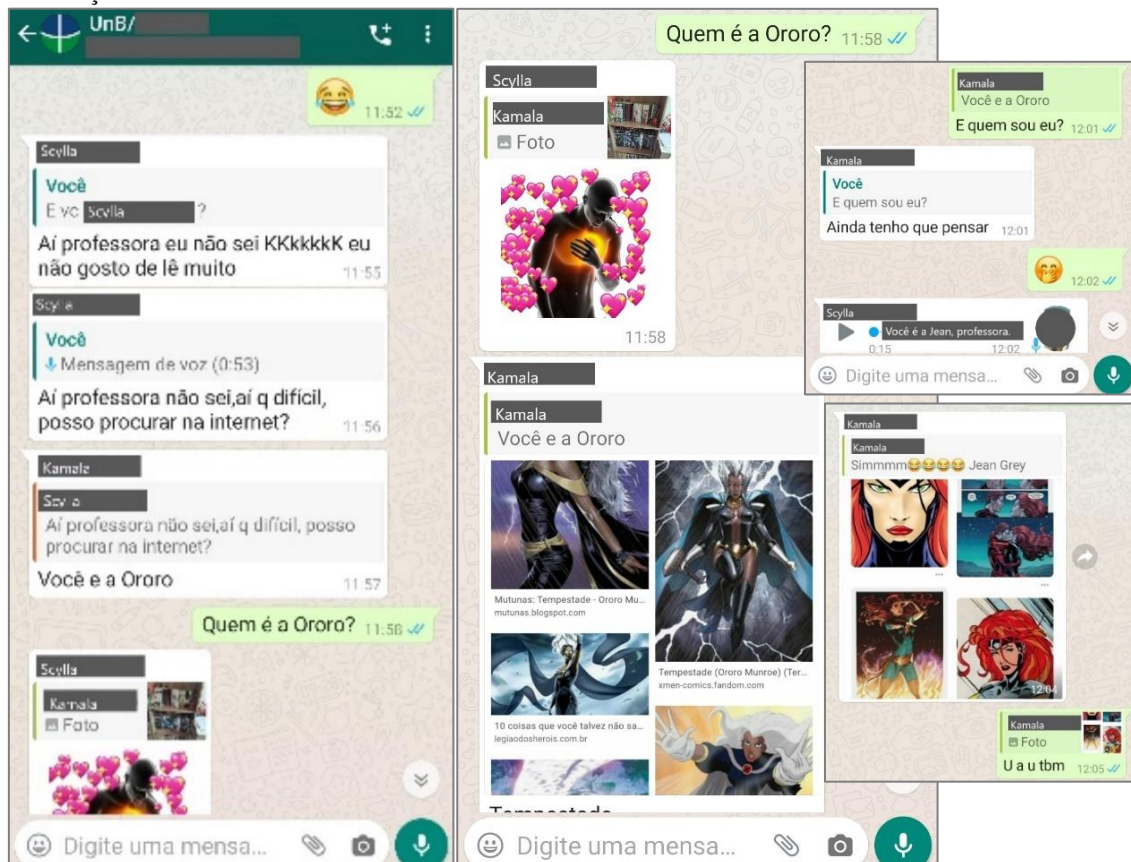 UnB/
11:52
Scylla
Você
E vc Scylla ?
Aí professora eu não sei KKkkkkK eu
não gosto de lê muito 11:55
Scylla
Você
Mensagem de voz (0:53)
Aí professora não sei,aí q difícil,
posso procurar na internet? 11:56
Kamala
Scylla
Aí professora não sei,aí q difícil, posso
procurar na internet?
Você e a Ororo 11:57
Quem é a Ororo? 11:58
Scylla
Kamala
Foto
Digite uma mensa...
Quem é a Ororo? 11:58
Scylla
Kamala
Foto
11:58
Kamala
Kamala
Você e a Ororo
Mutunas: Tempestade - Ororo Mu...
mutunas.blogspot.com
Tempestade (Ororo Munroe) (Ter...
xmen-comics.fandom.com
10 coisas que você talvez não sa...
legiaodosherois.com.br
Tempestade
Digite uma mensa...
Kamala
Você e a Ororo
E quem sou eu? 12:01
Kamala
Você
E quem sou eu?
Ainda tenho que pensar 12:01
12:02
Scylla
Você é a Jean, professora.
0:15 12:02
Digite uma mensa...
Kamala
Kamala
Simmmm😂😂😂😂 Jean Grey
12:04
Kamala
Foto
U a u tbm 12:05